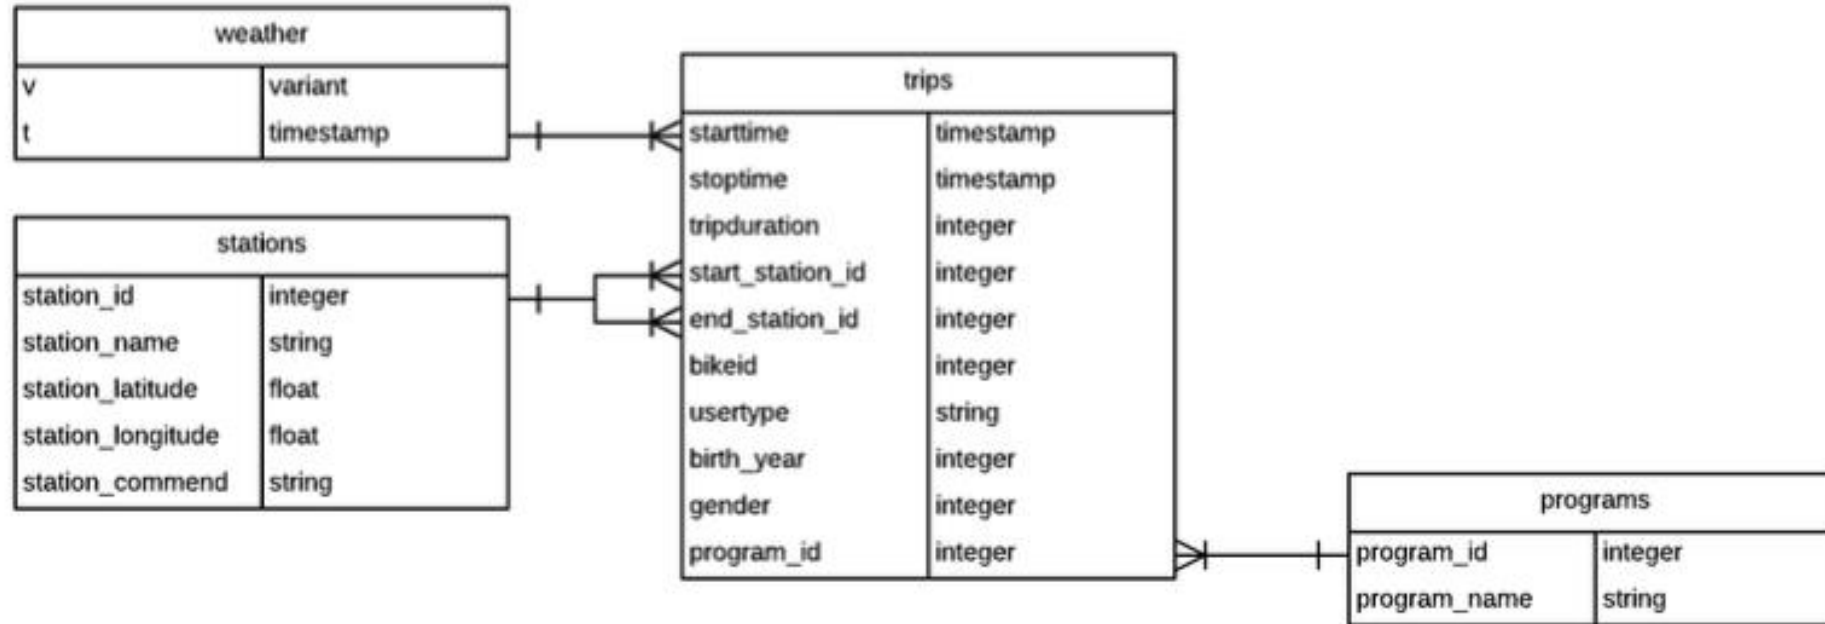 weather
v variant
t timestamp
stations
station_id integer
station_name string
station_latitude float
station_longitude float
station_commend string
trips
starttime timestamp
stoptime timestamp
tripduration integer
start_station_id integer
end_station_id integer
bikeid integer
usertype string
birth_year integer
gender integer
program_id integer
programs
program_id integer
program_name string